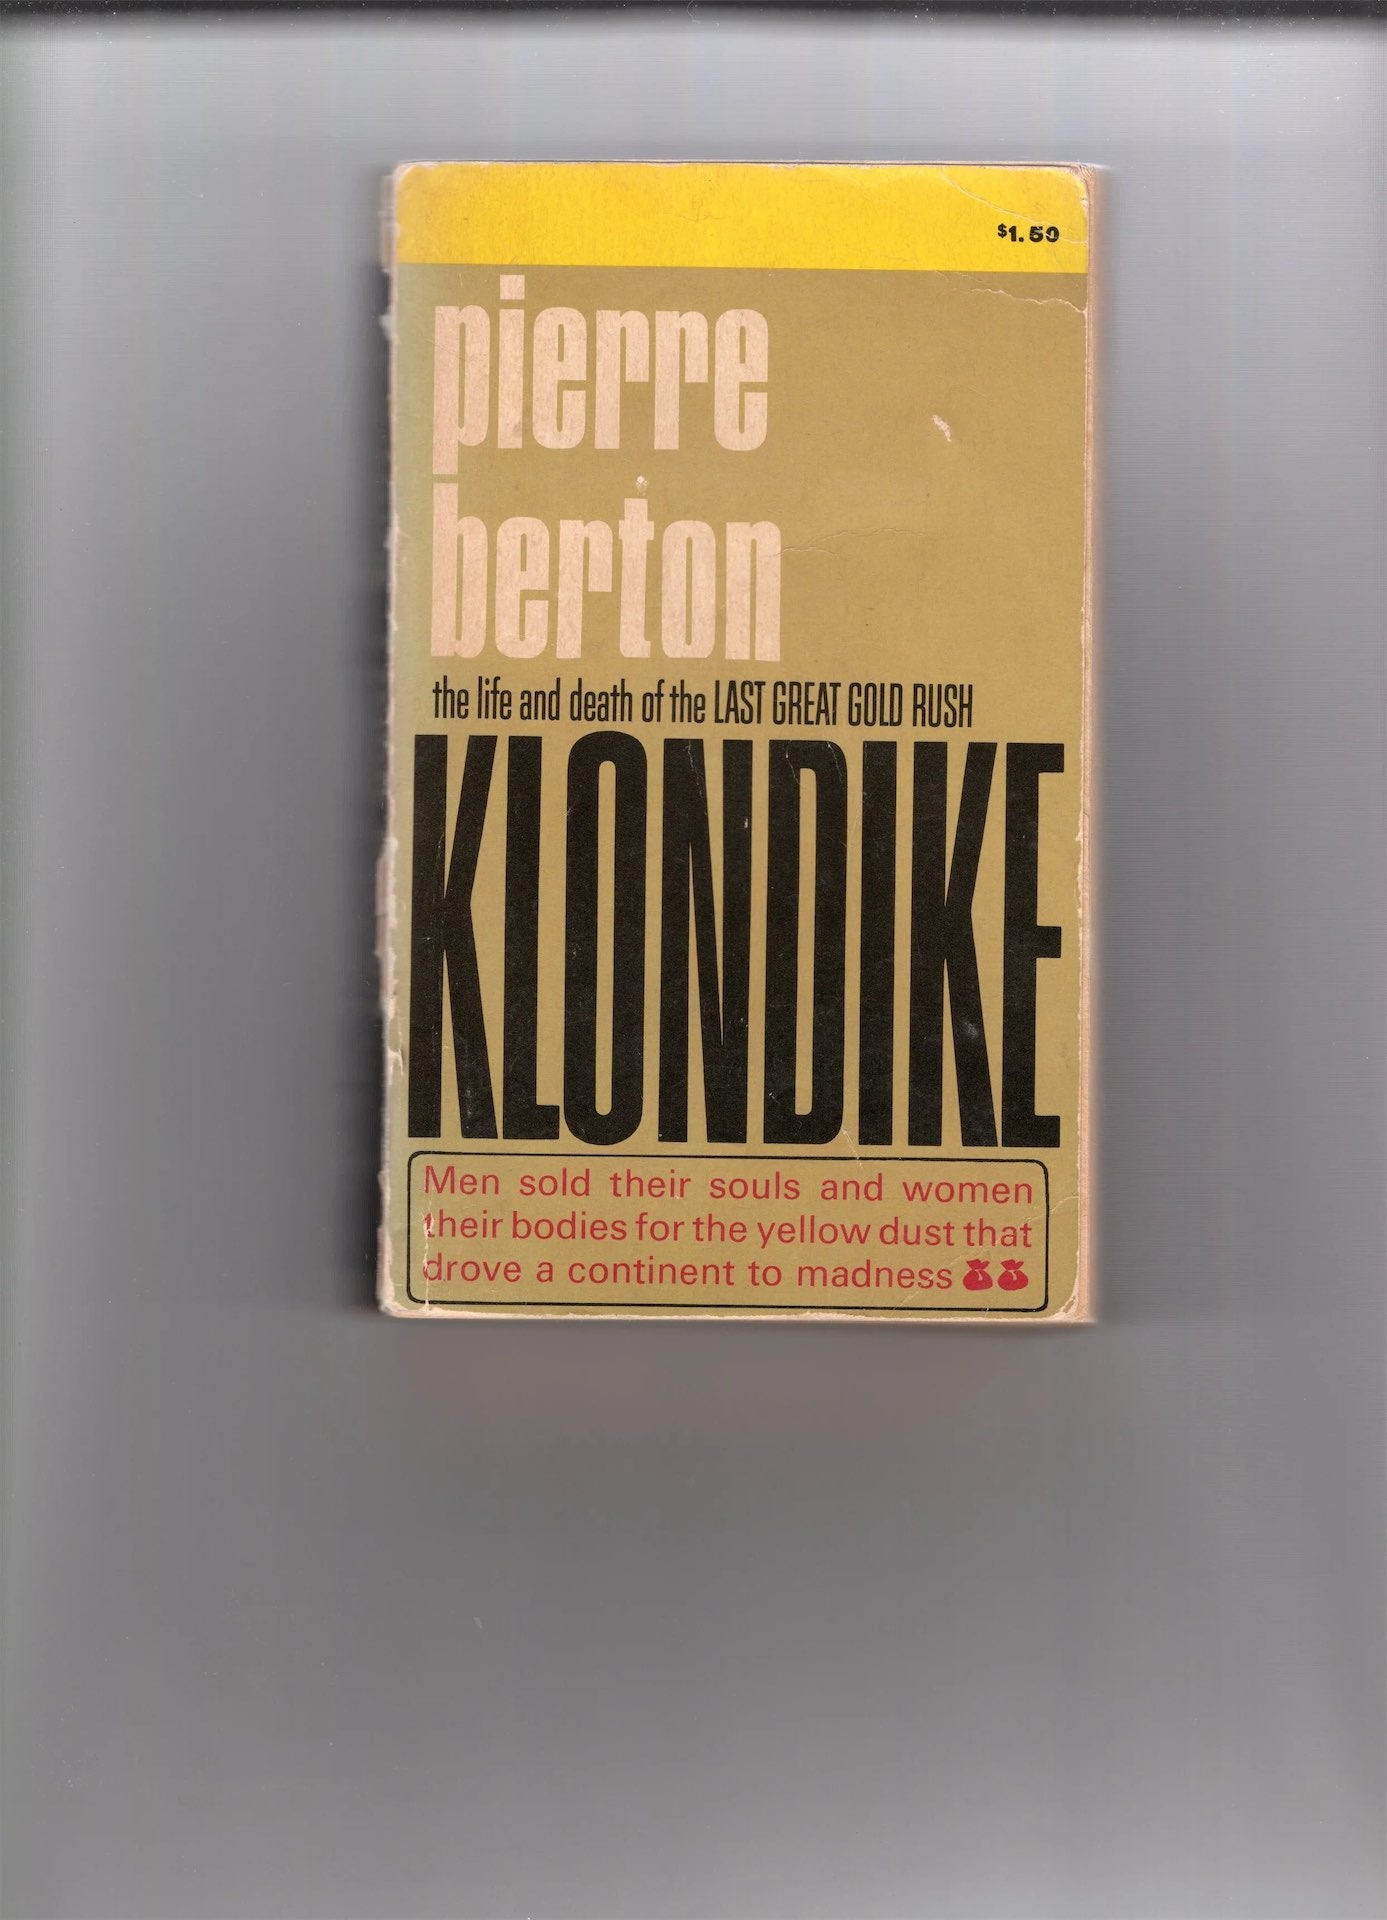 $1.50
pierre
berton
the life and death of the LAST GREAT GOLD RUSH
KLONDIKE
Men sold their souls and women
their bodies for the yellow dust that
drove a continent to madness